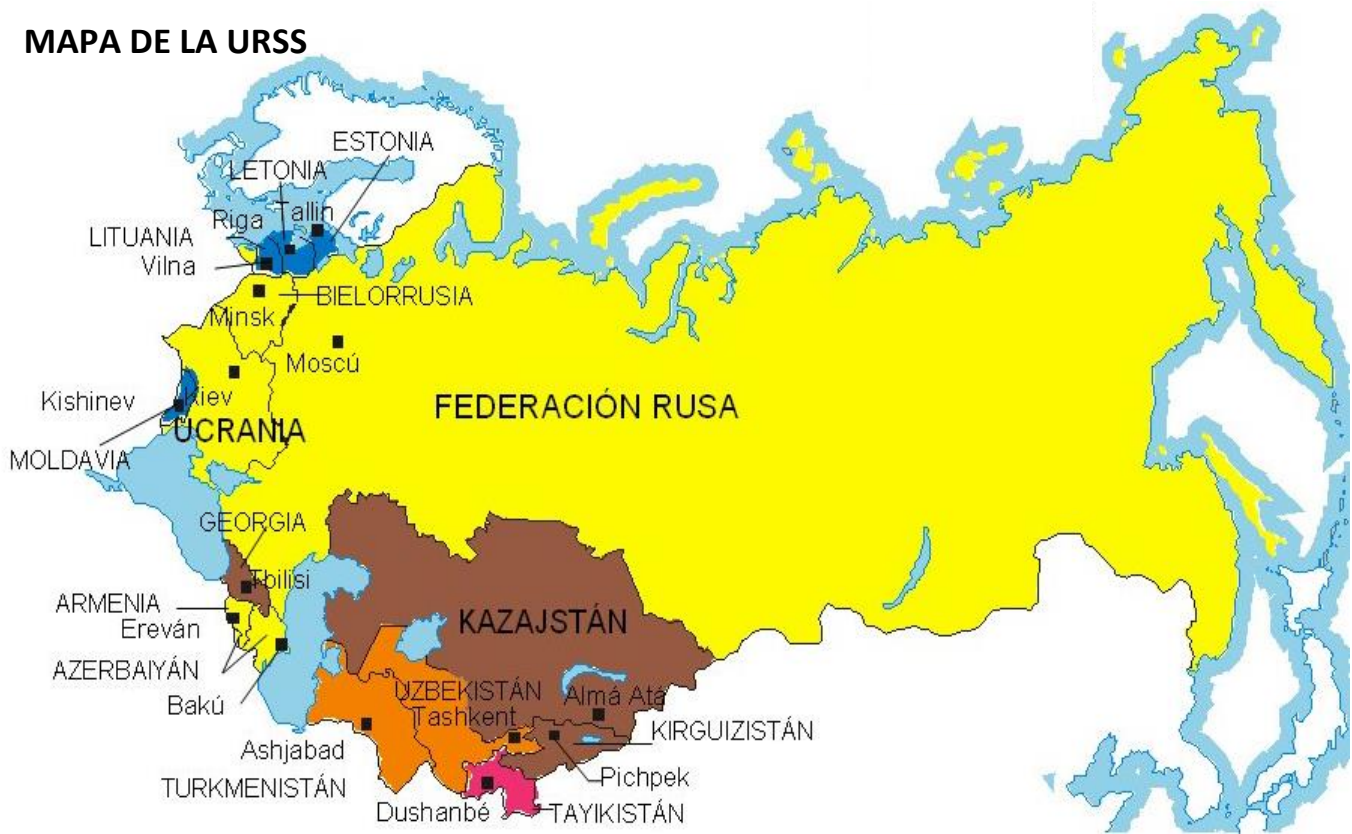 MAPA DE LA URSS
ESTONIA
LETONIA
Riga
Tallin
LITUANIA
Vilna
BIELORRUSIA
Minsk
Moscú
Kishinev
Kiev
FEDERACIÓN RUSA
UCRANIA
MOLDAVIA
GEORGIA
Tbilisi
ARMENIA
Ereván
KAZAJSTÁN
AZERBAIYÁN
Bakú
UZBEKISTÁN
Almá Atá
Tashkent
KIRGUIZISTÁN
Ashjabad
Pichpek
TURKMENISTÁN
Dushanbé
TAYIKISTÁN